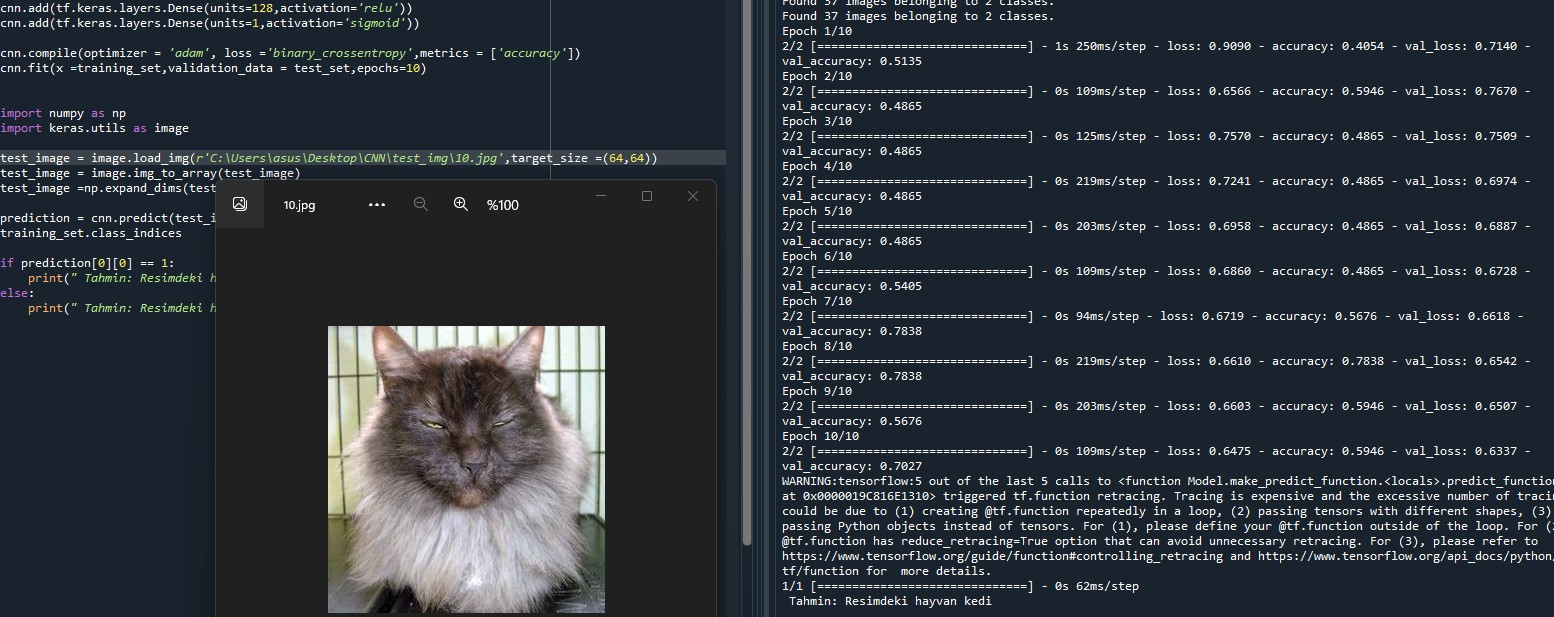 cnn.add(tf.keras.layers.Dense(units=128,activation='relu'))
cnn.add(tf.keras.layers.Dense(units=1,activation='sigmoid'))
cnn.compile(optimizer = 'adam', loss ='binary_crossentropy',metrics = ['accuracy'])
cnn.fit(x =training_set,validation_data = test_set,epochs=10)
import numpy as np
import keras.utils as image
test_image = image.load_img(r'C:\Users\asus\Desktop\CNN\test_img\10.jpg',target_size =(64,64))
test_image = image.img_to_array(test_image)
test_image =np.expand_dims(test
prediction = cnn.predict(test_i
training_set.class_indices
if prediction[0][0] == 1:
print(" Tahmin: Resimdeki h
else:
print(" Tahmin: Resimdeki h
10.jpg
%100
Found 37 images belonging to 2 classes.
Found 37 images belonging to 2 classes.
Epoch 1/10
2/2 [==============================] - 1s 250ms/step - loss: 0.9090 - accuracy: 0.4054 - val_loss: 0.7140 -
val_accuracy: 0.5135
Epoch 2/10
2/2 [==============================] - 0s 109ms/step - loss: 0.6566 - accuracy: 0.5946 - val_loss: 0.7670 -
val_accuracy: 0.4865
Epoch 3/10
2/2 [==============================] - 0s 125ms/step - loss: 0.7570 - accuracy: 0.4865 - val_loss: 0.7509 -
val_accuracy: 0.4865
Epoch 4/10
2/2 [==============================] - 0s 219ms/step - loss: 0.7241 - accuracy: 0.4865 - val_loss: 0.6974 -
val_accuracy: 0.4865
Epoch 5/10
2/2 [==============================] - 0s 203ms/step - loss: 0.6958 - accuracy: 0.4865 - val_loss: 0.6887 -
val_accuracy: 0.4865
Epoch 6/10
2/2 [==============================] - 0s 109ms/step - loss: 0.6860 - accuracy: 0.4865 - val_loss: 0.6728 -
val_accuracy: 0.5405
Epoch 7/10
2/2 [==============================] - 0s 94ms/step - loss: 0.6719 - accuracy: 0.5676 - val_loss: 0.6618 -
val_accuracy: 0.7838
Epoch 8/10
2/2 [==============================] - 0s 219ms/step - loss: 0.6610 - accuracy: 0.7838 - val_loss: 0.6542 -
val_accuracy: 0.7838
Epoch 9/10
2/2 [==============================] - 0s 203ms/step - loss: 0.6603 - accuracy: 0.5946 - val_loss: 0.6507 -
val_accuracy: 0.5676
Epoch 10/10
2/2 [==============================] - 0s 109ms/step - loss: 0.6475 - accuracy: 0.5946 - val_loss: 0.6337 -
val_accuracy: 0.7027
WARNING:tensorflow:5 out of the last 5 calls to <function Model.make_predict_function.<locals>.predict_function
at 0x0000019C816E1310> triggered tf.function retracing. Tracing is expensive and the excessive number of tracin
could be due to (1) creating @tf.function repeatedly in a loop, (2) passing tensors with different shapes, (3)
passing Python objects instead of tensors. For (1), please define your @tf.function outside of the loop. For (
@tf.function has reduce_retracing=True option that can avoid unnecessary retracing. For (3), please refer to
https://www.tensorflow.org/guide/function#controlling_retracing and https://www.tensorflow.org/api_docs/python/
tf/function for  more details.
1/1 [==============================] - 0s 62ms/step
Tahmin: Resimdeki hayvan kedi